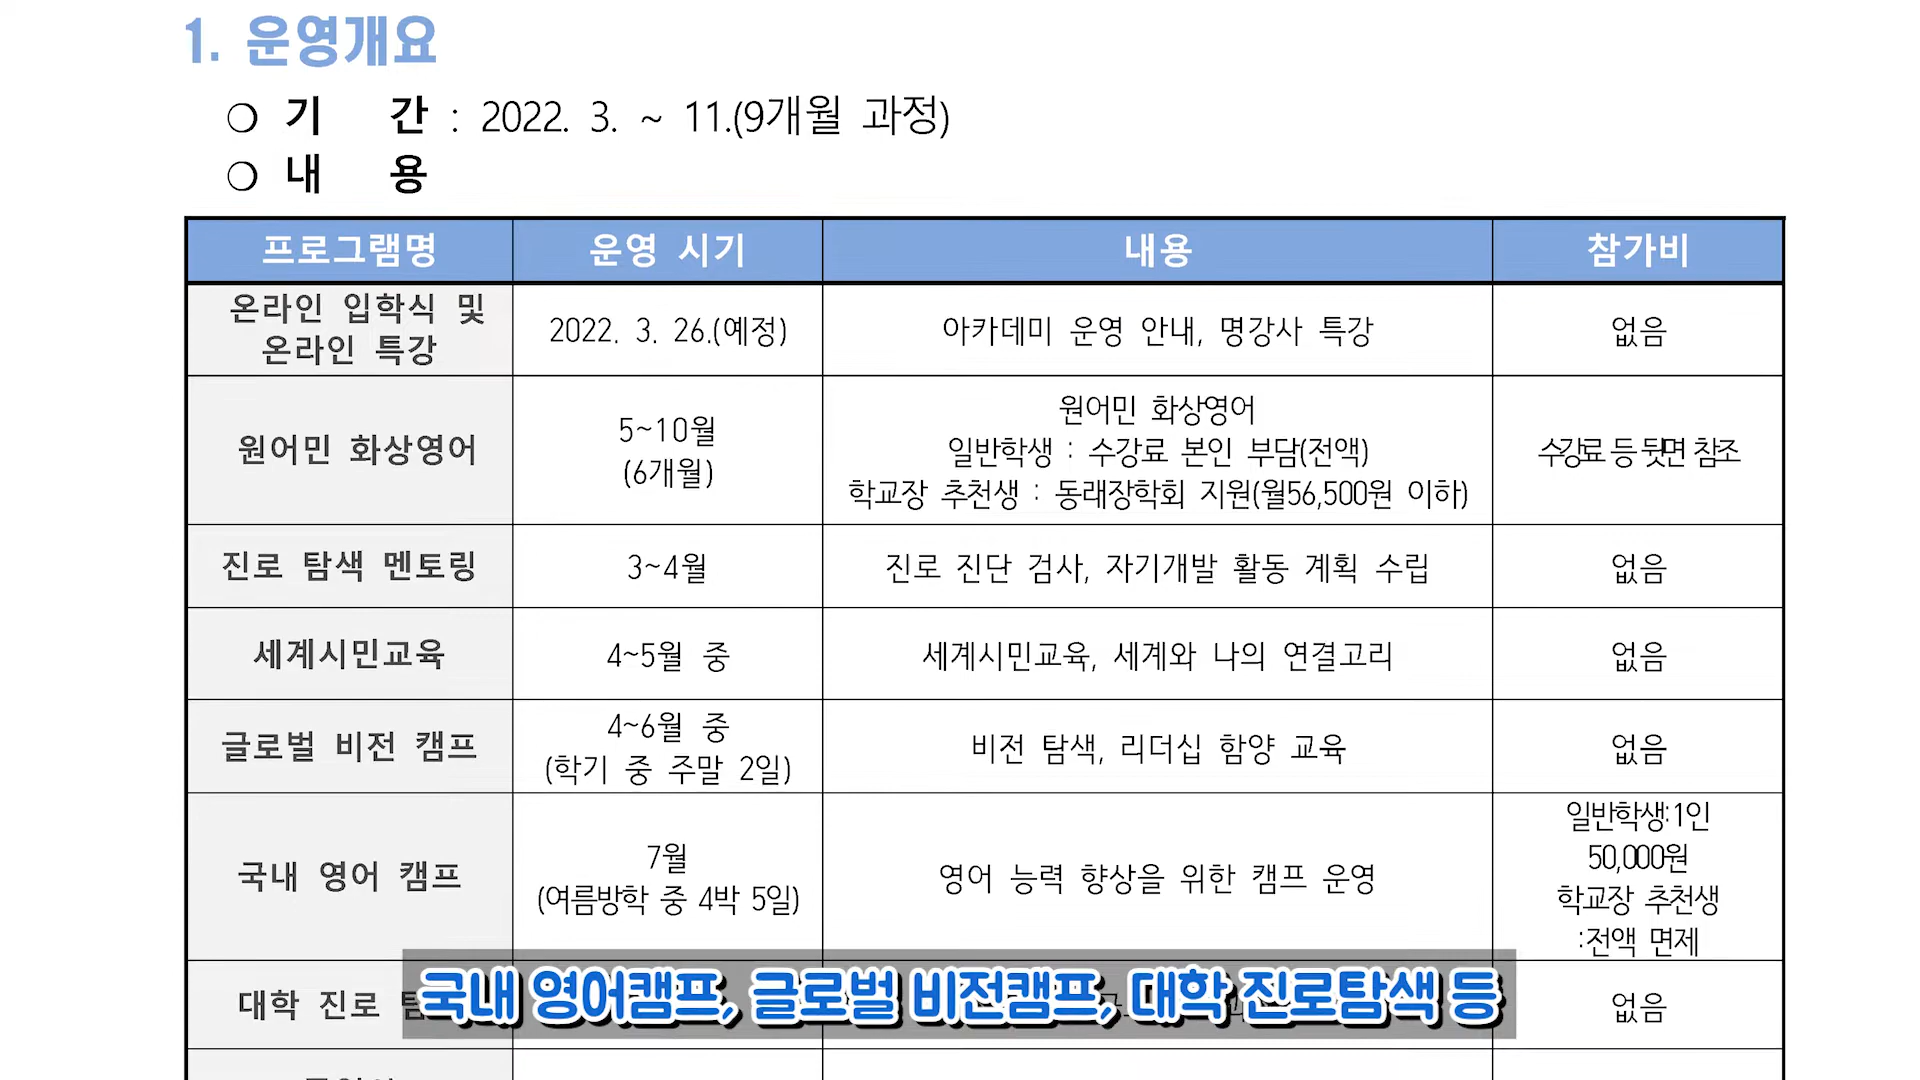 1. 운영개요
❍ 기 간 : 2022. 3. ~ 11.(9개월 과정)
❍ 내 용
프로그램명 운영 시기 내용 참가비
온라인 입학식 및
온라인 특강
2022. 3. 26.(예정)
아카데미 운영 안내, 명강사 특강
없음
원어민 화상영어
5~10월
(6개월)
원어민 화상영어
일반학생 : 수강료 본인 부담(전액)
학교장 추천생 : 동래장학회 지원(월56,500원 이하)
수강료 등 뒷면 참조
진로 탐색 멘토링
3~4월
진로 진단 검사, 자기개발 활동 계획 수립
없음
세계시민교육
4~5월 중
세계시민교육, 세계와 나의 연결고리
없음
글로벌 비전 캠프
4~6월 중
(학기 중 주말 2일)
비전 탐색, 리더십 함양 교육
없음
국내 영어 캠프
7월
(여름방학 중 4박 5일)
영어 능력 향상을 위한 캠프 운영
일반학생:1인
50,000원
학교장 추천생
:전액 면제
대학 진로
없음
국내 영어캠프, 글로벌 비전캠프, 대학 진로탐색 등